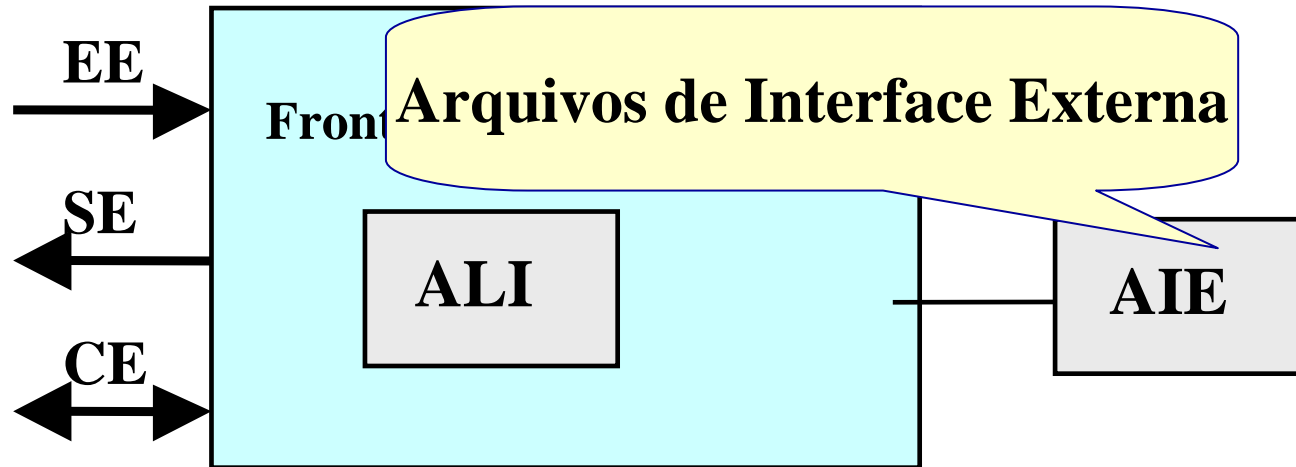 EE
Front
Arquivos de Interface Externa
SE
ALI
AIE
CE